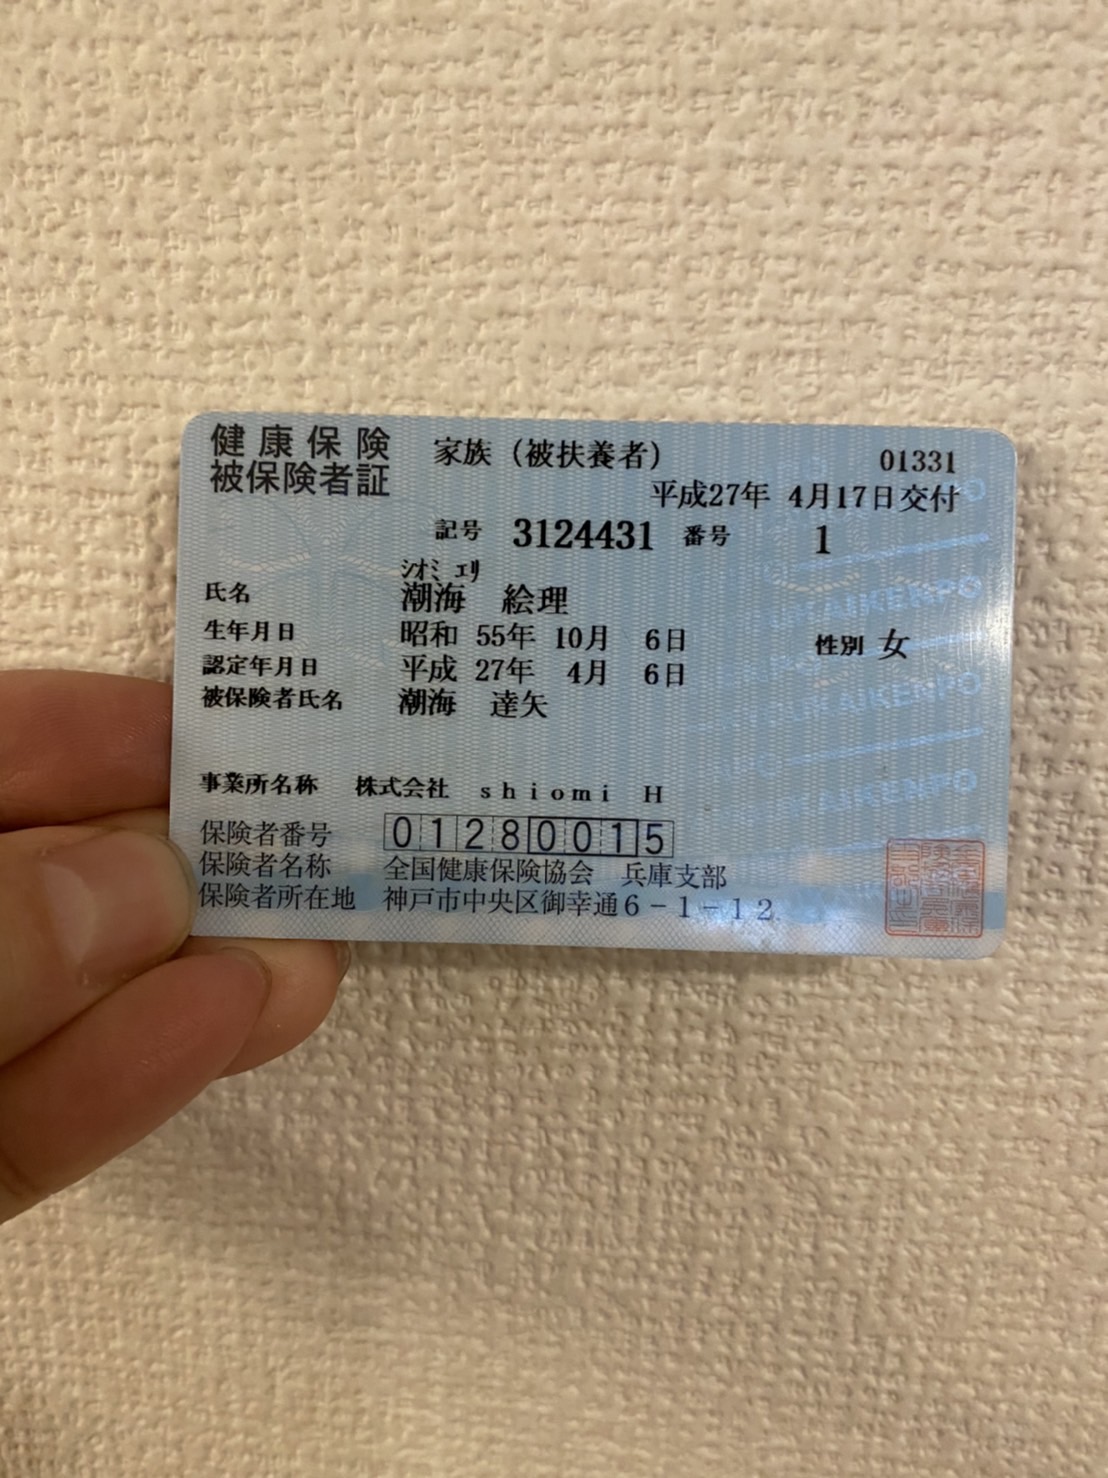 健康保険 家族(被扶養者) 01331
被保険者証 平成27年 4月17日交付
記号 3124431 番号 1
シオミ エリ
氏名 潮海 絵理
生年月日 昭和 55年 10月 6日 性別 女
認定年月日 平成 27年 4月 6日
被保険者氏名 潮海 達矢
事業所名称 株式会社 shiomi H
保険者番号 01280015
保険者名称 全国健康保険協会 兵庫支部
保険者所在地 神戸市中央区御幸通6-1-12